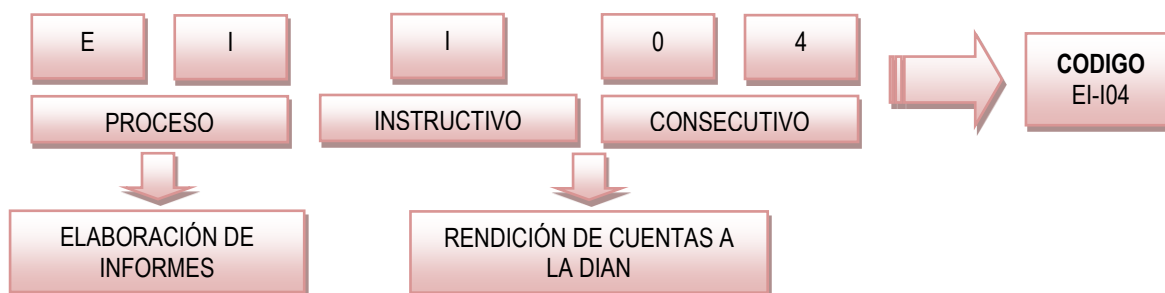 E I I 0 4
CODIGO
EI-I04
PROCESO INSTRUCTIVO CONSECUTIVO
ELABORACIÓN DE
INFORMES
RENDICIÓN DE CUENTAS A
LA DIAN